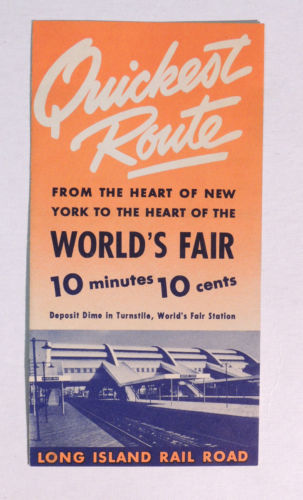 Quickest
Route
FROM THE HEART OF NEW
YORK TO THE HEART OF THE
WORLD'S FAIR
10 minutes 10 cents
Deposit Dime in Turnstile, World's Fair Station
LONG ISLAND RAIL ROAD